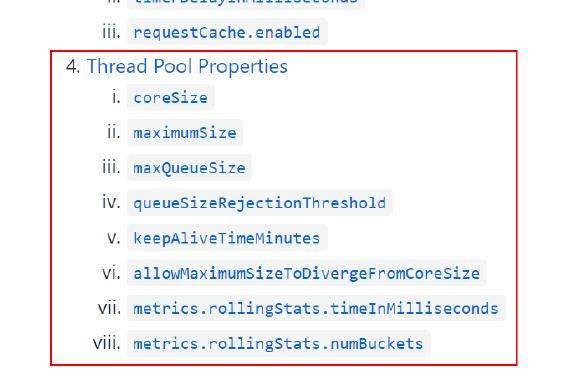 ii. timerDelayInMilliseconds
iii. requestCache.enabled
4. Thread Pool Properties
i. coreSize
ii. maximumSize
iii. maxQueueSize
iv. queueSizeRejectionThreshold
v. keepAliveTimeMinutes
vi. allowMaximumSizeToDivergeFromCoreSize
vii. metrics.rollingStats.timeInMilliseconds
viii. metrics.rollingStats.numBuckets